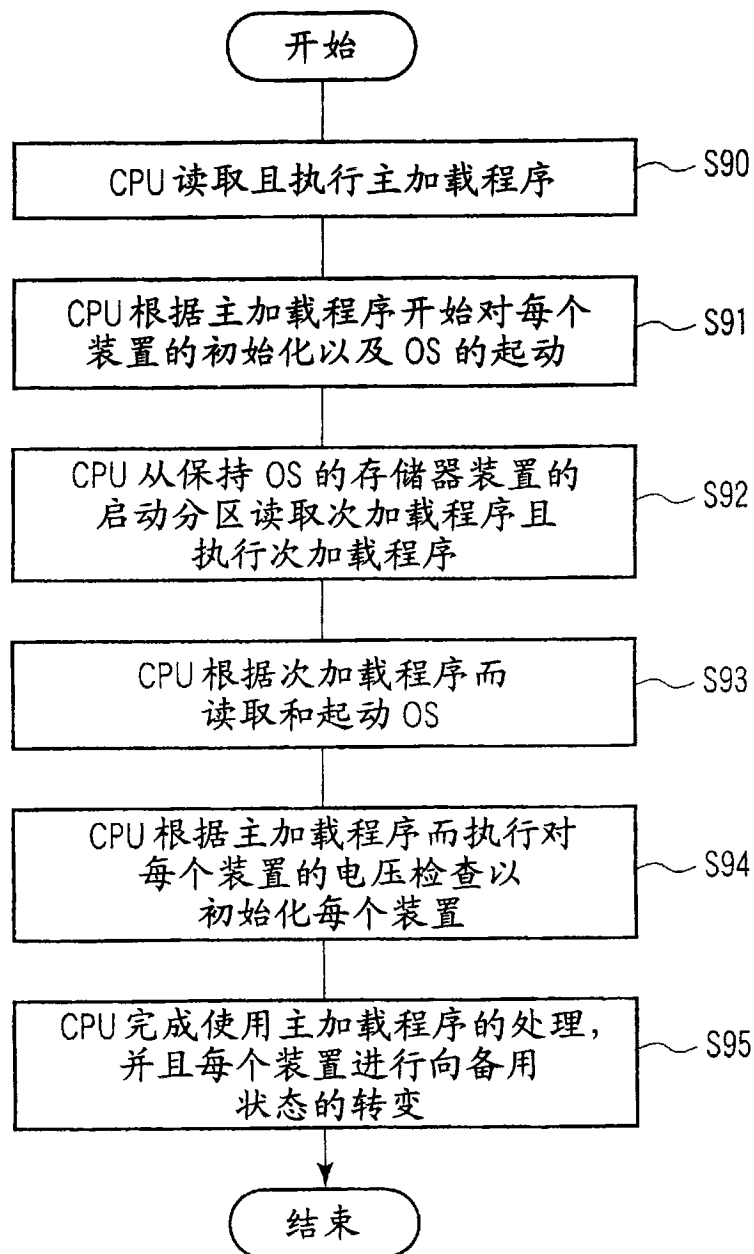 开始
CPU 读取且执行主加载程序
S90
CPU 根据主加载程序开始对每个
装置的初始化以及 OS 的起动
S91
CPU 从保持 OS 的存储器装置的
启动分区读取次加载程序且
执行次加载程序
S92
CPU 根据次加载程序而
读取和起动 OS
S93
CPU 根据主加载程序而执行对
每个装置的电压检查以
初始化每个装置
S94
CPU 完成使用主加载程序的处理，
并且每个装置进行向备用
状态的转变
S95
结束